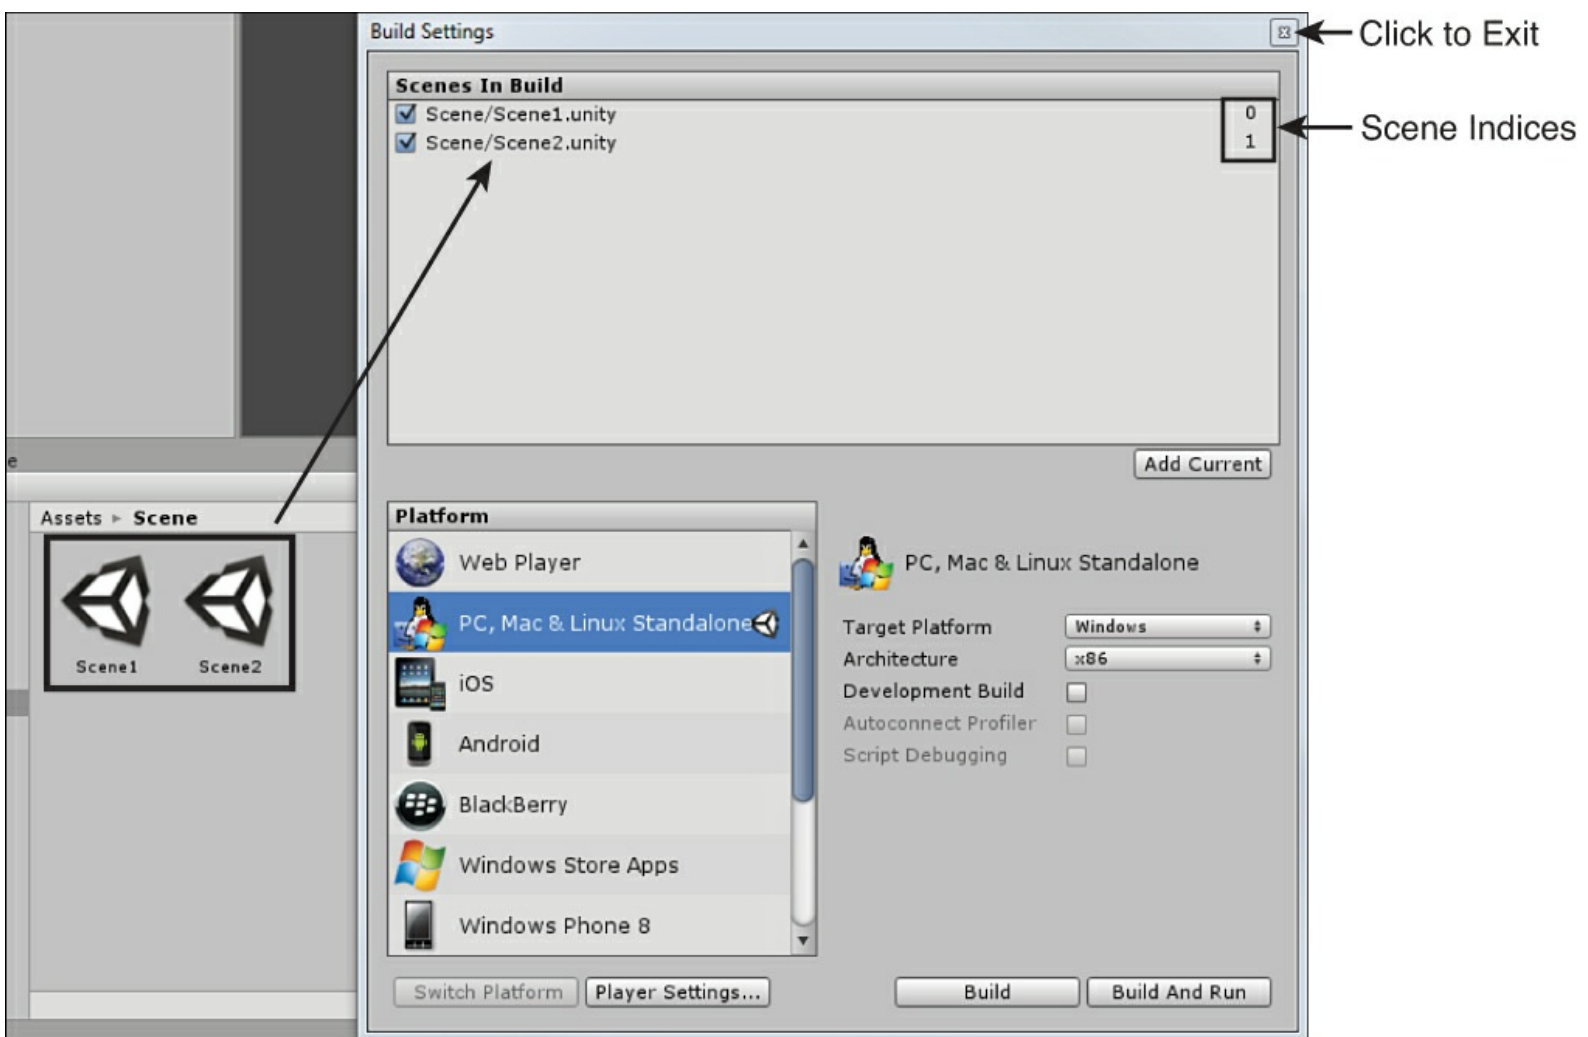 Build Settings
Click to Exit
Scenes In Build
Scene/Scene1.unity 0
Scene/Scene2.unity 1
Scene Indices
e
Add Current
Assets ▸ Scene
Scene1 Scene2
Platform
Web Player
PC, Mac & Linux Standalone
iOS
Android
BlackBerry
Windows Store Apps
Windows Phone 8
PC, Mac & Linux Standalone
Target Platform Windows
Architecture x86
Development Build
Autoconnect Profiler
Script Debugging
Switch Platform Player Settings... Build Build And Run